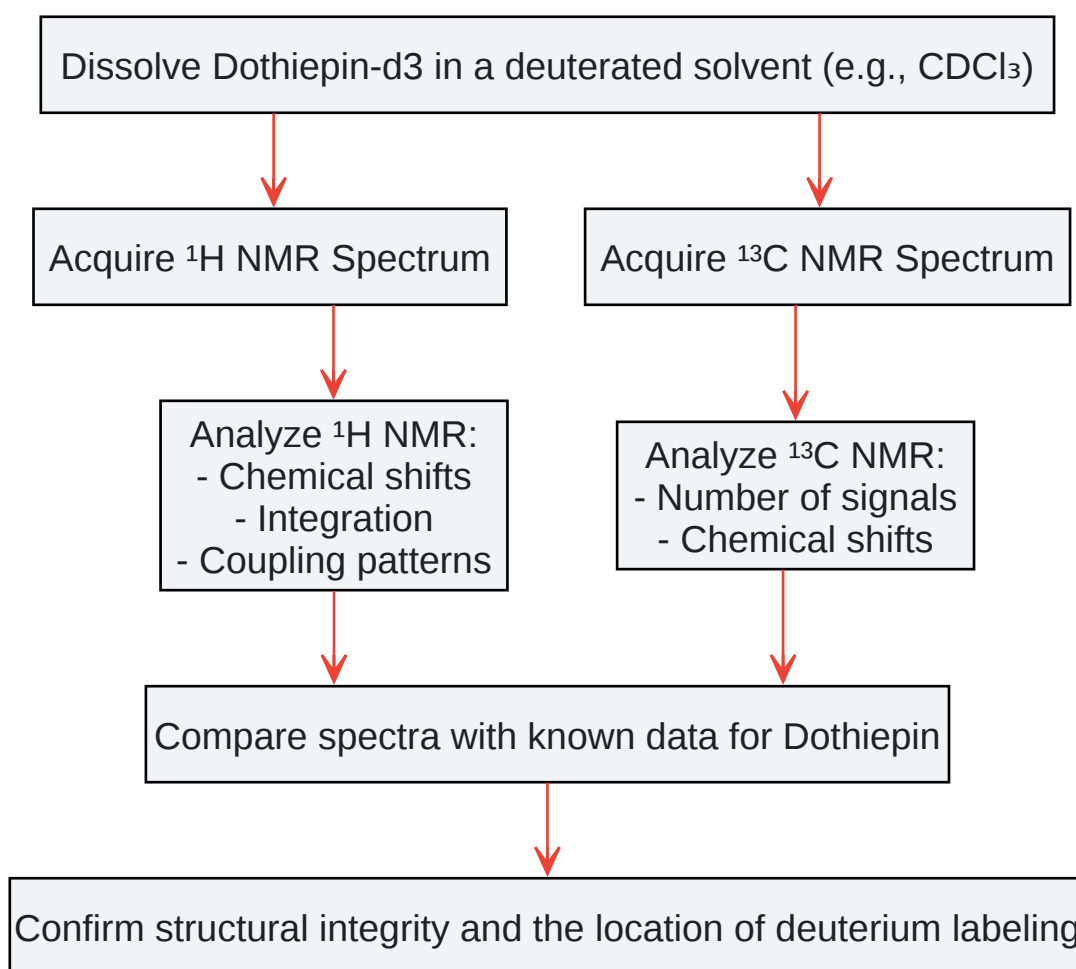 Dissolve Dothiepin-d3 in a deuterated solvent (e.g., CDCl₃)
Acquire ¹H NMR Spectrum
Acquire ¹³C NMR Spectrum
Analyze ¹H NMR:
- Chemical shifts
- Integration
- Coupling patterns
Analyze ¹³C NMR:
- Number of signals
- Chemical shifts
Compare spectra with known data for Dothiepin
Confirm structural integrity and the location of deuterium labeling